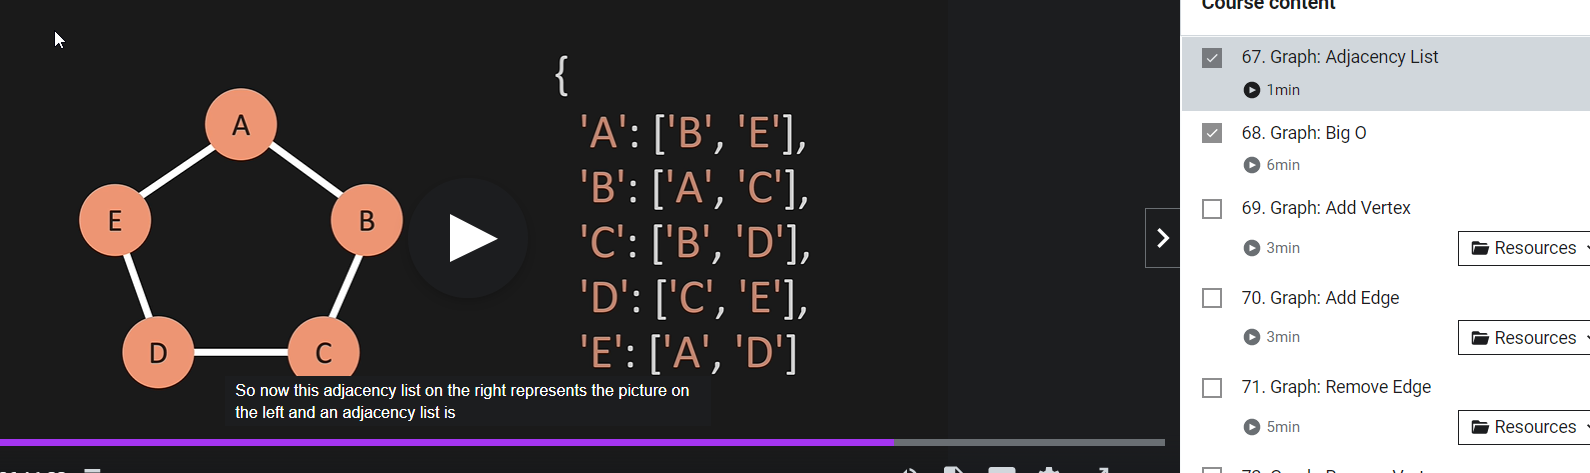 A
E
B
D
C
{
'A': ['B', 'E'],
'B': ['A', 'C'],
'C': ['B', 'D'],
'D': ['C', 'E'],
'E': ['A', 'D']
So now this adjacency list on the right represents the picture on
the left and an adjacency list is
Course content
67. Graph: Adjacency List
1min
68. Graph: Big O
6min
69. Graph: Add Vertex
3min
Resources
70. Graph: Add Edge
3min
Resources
71. Graph: Remove Edge
5min
Resources